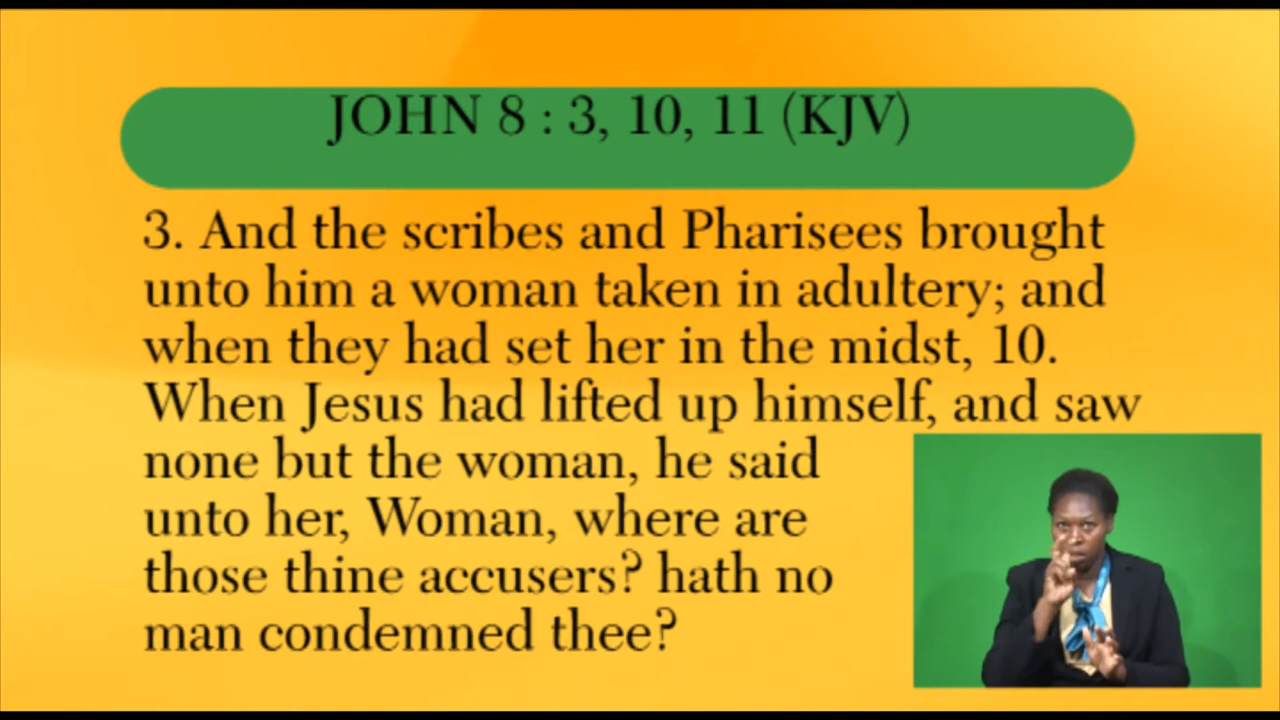 JOHN 8 : 3, 10, 11 (KJV)
3. And the scribes and Pharisees brought
unto him a woman taken in adultery; and
when they had set her in the midst, 10.
When Jesus had lifted up himself, and saw
none but the woman, he said
unto her, Woman, where are
those thine accusers? hath no
man condemned thee?